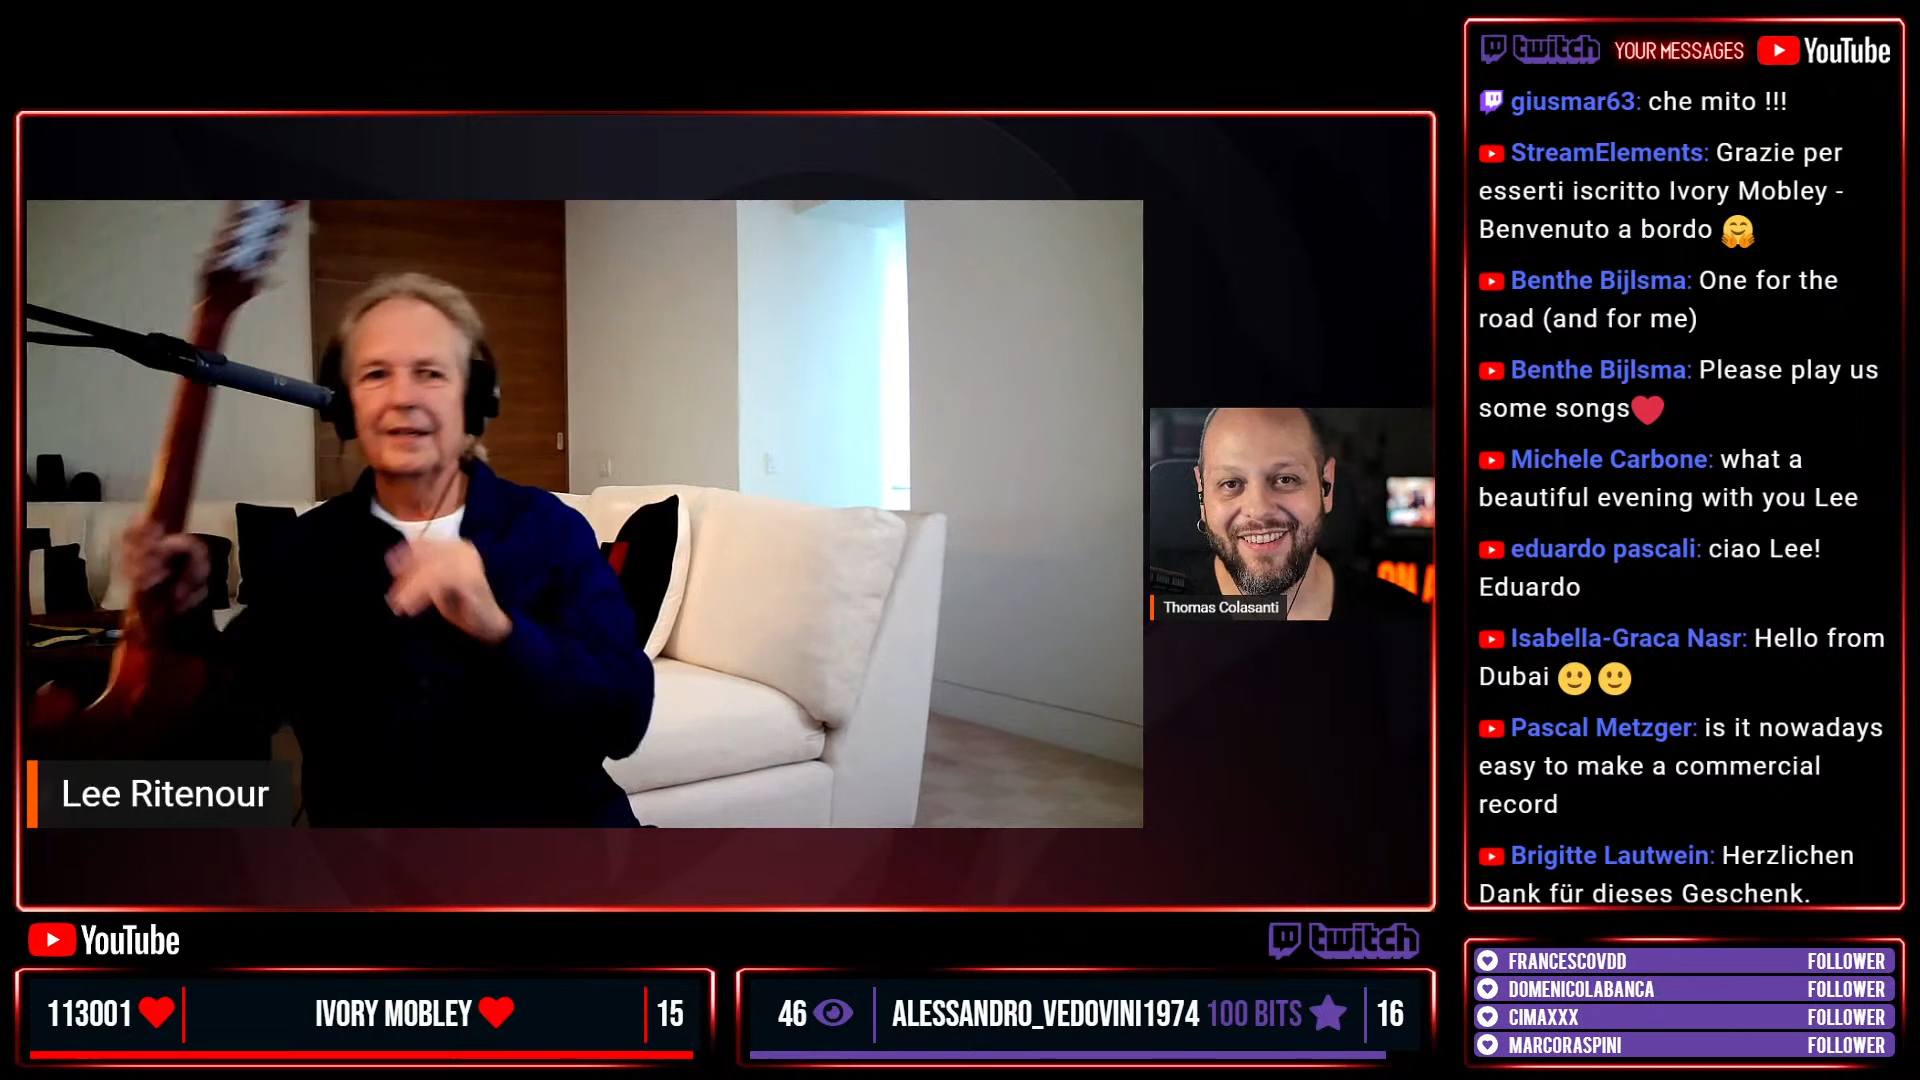 twitch YOUR MESSAGES YouTube
giusmar63: che mito !!!
StreamElements: Grazie per
esserti iscritto Ivory Mobley -
Benvenuto a bordo 🤗
Benthe Bijlsma: One for the
road (and for me)
Benthe Bijlsma: Please play us
some songs❤️
Michele Carbone: what a
beautiful evening with you Lee
eduardo pascali: ciao Lee!
Eduardo
Isabella-Graca Nasr: Hello from
Dubai 🙂 🙂
Pascal Metzger: is it nowadays
easy to make a commercial
record
Brigitte Lautwein: Herzlichen
Dank für dieses Geschenk.
Thomas Colasanti
Lee Ritenour
YouTube
twitch
113001 IVORY MOBLEY 15
46 ALESSANDRO_VEDOVINI1974 100 BITS 16
FRANCESCOVDD FOLLOWER
DOMENICOLABANCA FOLLOWER
CIMAXXX FOLLOWER
MARCORASPINI FOLLOWER